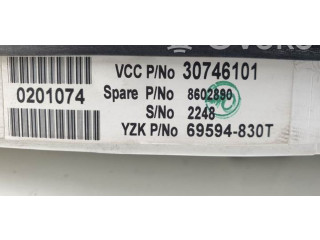 VCC P/No 30746101
0201074
Spare P/No 8602880
S/No 2248
YZK P/No 69594-830T